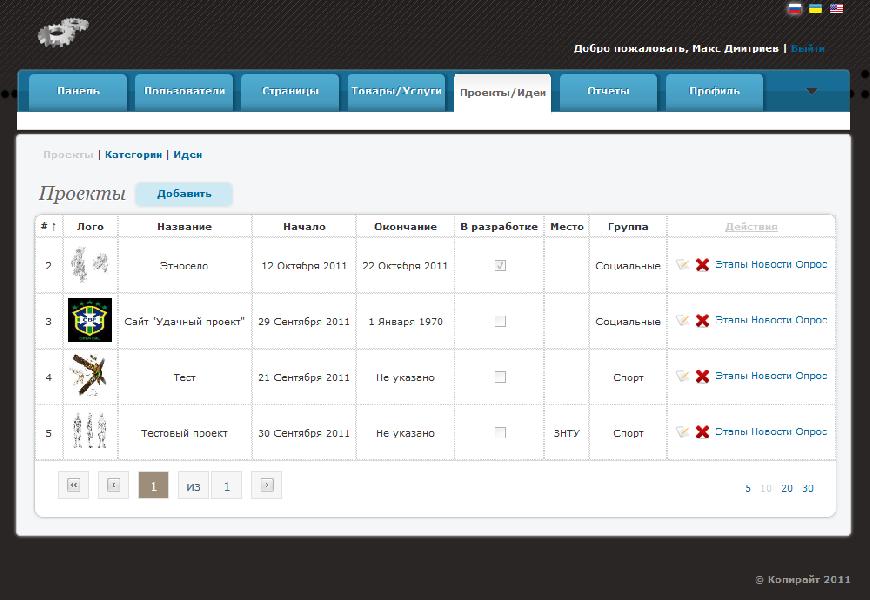 Добро пожаловать, Макс Дмитриев | Выйти
Панель Пользователи Страницы Товары/Услуги Проекты/Идеи Отчеты Профиль
Проекты | Категории | Идеи
Проекты Добавить
# ↑ Лого Название Начало Окончание В разработке Место Группа Действия
2 Этносело 12 Октября 2011 22 Октября 2011 Социальные Этапы Новости Опрос
3 Сайт "Удачный проект" 29 Сентября 2011 1 Января 1970 Социальные Этапы Новости Опрос
4 Тест 21 Сентября 2011 Не указано Спорт Этапы Новости Опрос
5 Тестовый проект 30 Сентября 2011 Не указано ЗНТУ Спорт Этапы Новости Опрос
« ‹ 1 из 1 › 5 10 20 30
© Копирайт 2011